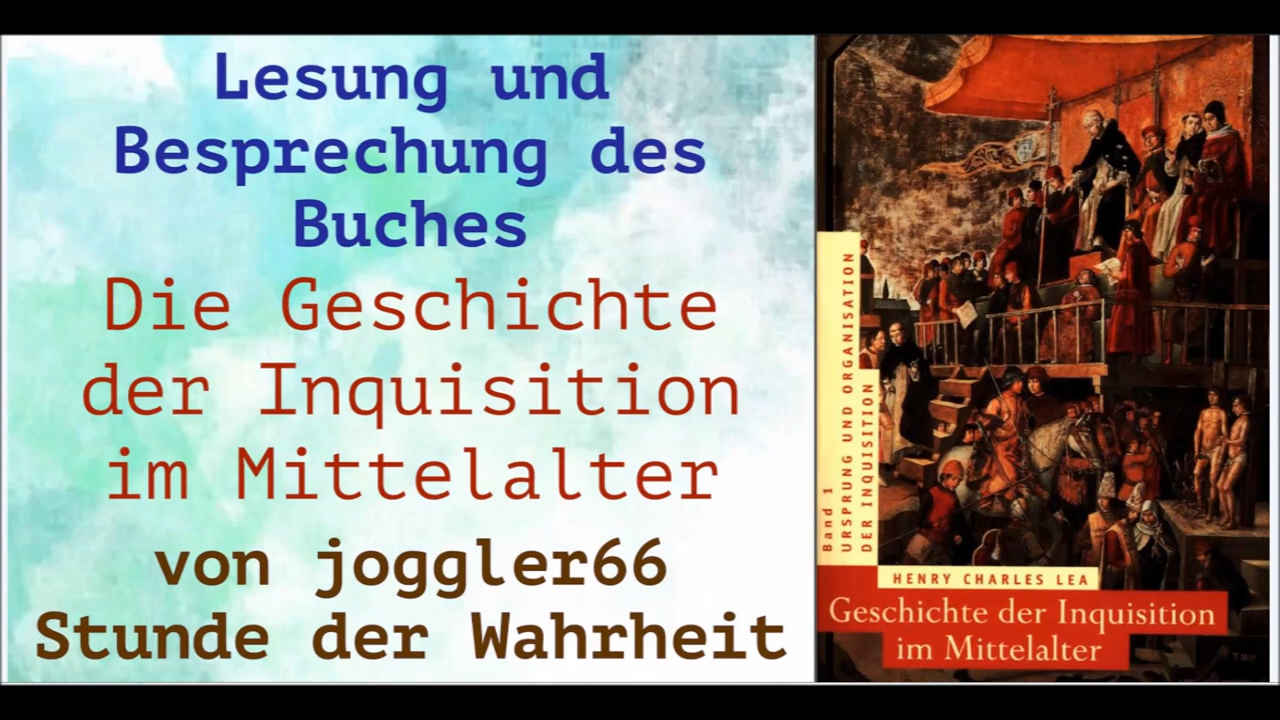 Lesung und
Besprechung des
Buches
Die Geschichte
der Inquisition
im Mittelalter
von joggler66
Stunde der Wahrheit
Band 1
URSPRUNG UND ORGANISATION
DER INQUISITION
HENRY CHARLES LEA
Geschichte der Inquisition
im Mittelalter